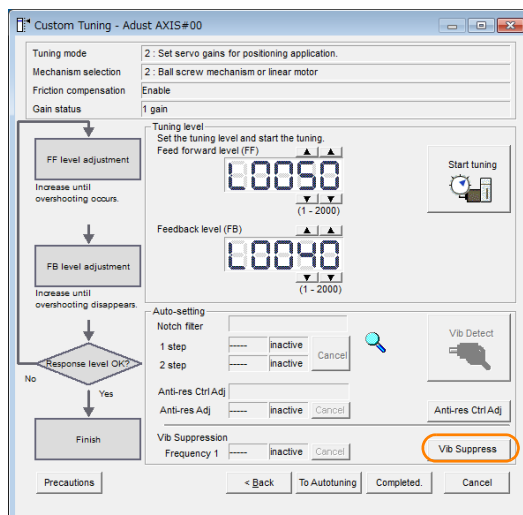 Custom Tuning - Adust AXIS#00
Tuning mode 2 : Set servo gains for positioning application.
Mechanism selection 2 : Ball screw mechanism or linear motor
Friction compensation Enable
Gain status 1 gain
FF level adjustment
Increase until
overshooting occurs.
FB level adjustment
Increase until
overshooting disappears.
Response level OK?
No
Yes
Finish
Tuning level
Set the tuning level and start the tuning.
Feed forward level (FF)
L0050
(1 - 2000)
Feedback level (FB)
L0040
(1 - 2000)
Start tuning
Auto-setting
Notch filter
1 step ----- inactive
2 step ----- inactive
Cancel
Vib Detect
Anti-res Ctrl Adj
Anti-res Adj ----- inactive Cancel
Anti-res Ctrl Adj
Vib Suppression
Frequency 1 ----- inactive Cancel
Vib Suppress
Precautions
< Back
To Autotuning
Completed.
Cancel